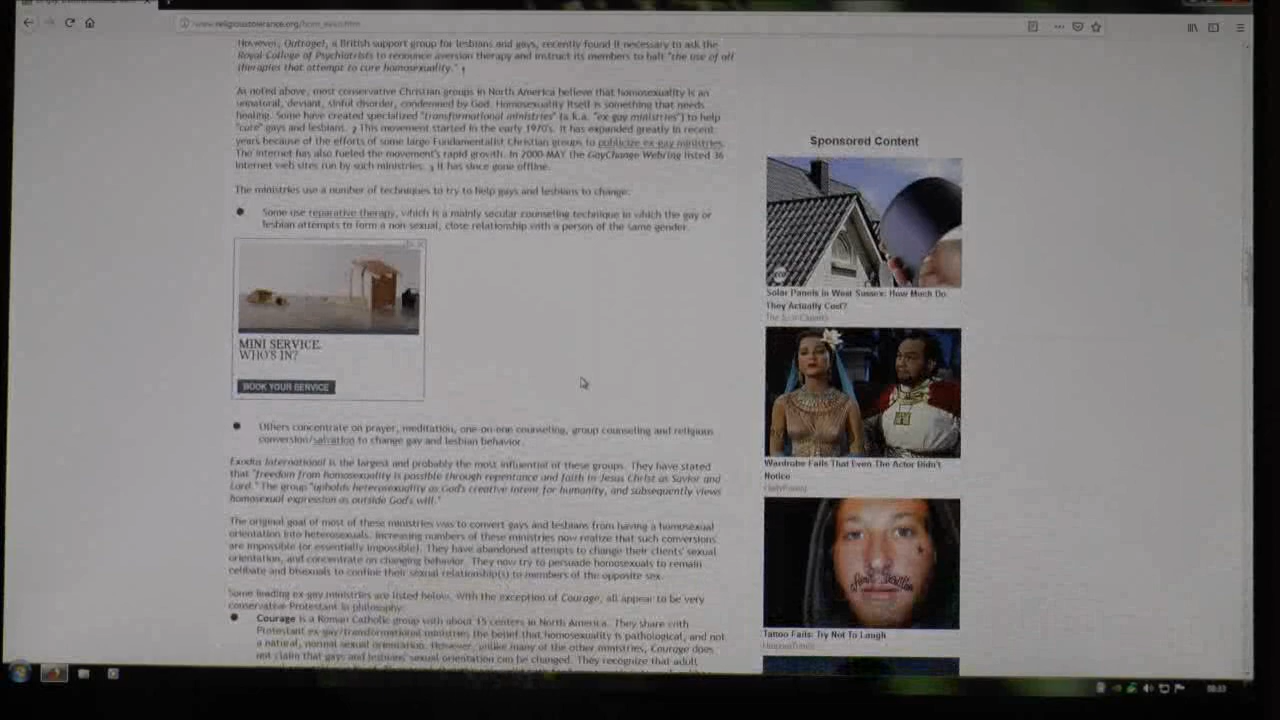 www.religioustolerance.org/hom_exod.htm
However, Outrage!, a British support group for lesbians and gays, recently found it necessary to ask the
Royal College of Psychiatrists to renounce aversion therapy and instruct its members to halt "the use of all
therapies that attempt to cure homosexuality." 1
As noted above, most conservative Christian groups in North America believe that homosexuality is an
unnatural, deviant, sinful disorder, condemned by God. Homosexuality itself is something that needs
healing. Some have created specialized "transformational ministries" (a.k.a. "ex-gay ministries") to help
"cure" gays and lesbians. 2 This movement started in the early 1970's. It has expanded greatly in recent
years because of the efforts of some large Fundamentalist Christian groups to publicize ex-gay ministries.
The Internet has also fueled the movement's rapid growth. In 2000-MAY the GayChange Webring listed 36
Internet web sites run by such ministries. 3 It has since gone offline.
The ministries use a number of techniques to try to help gays and lesbians to change:
Some use reparative therapy, which is a mainly secular counseling technique in which the gay or
lesbian attempts to form a non sexual, close relationship with a person of the same gender.
MINI SERVICE.
WHO'S IN?
BOOK YOUR SERVICE
Others concentrate on prayer, meditation, one-on-one counseling, group counseling and religious
conversion/salvation to change gay and lesbian behavior.
Exodus International is the largest and probably the most influential of these groups. They have stated
that "freedom from homosexuality is possible through repentance and faith in Jesus Christ as Savior and
Lord." The group "upholds heterosexuality as God's creative intent for humanity, and subsequently views
homosexual expression as outside God's will."
The original goal of most of these ministries was to convert gays and lesbians from having a homosexual
orientation into heterosexuals. Increasing numbers of these ministries now realize that such conversions
are impossible (or essentially impossible). They have abandoned attempts to change their clients' sexual
orientation, and concentrate on changing behavior. They now try to persuade homosexuals to remain
celibate and bisexuals to confine their sexual relationship(s) to members of the opposite sex.
Some leading ex-gay ministries are listed below. With the exception of Courage, all appear to be very
conservative Protestant in philosophy:
Courage is a Roman Catholic group with about 15 centers in North America. They share with
Protestant ex-gay/transformational ministries the belief that homosexuality is pathological, and not
a natural, normal sexual orientation. However, unlike many of the other ministries, Courage does
not claim that gays and lesbians' sexual orientation can be changed. They recognize that adult
Sponsored Content
Solar Panels in West Sussex: How Much Do
They Actually Cost?
The Eco Experts
Wardrobe Fails That Even The Actor Didn't
Notice
Tattoo Fails: Try Not To Laugh